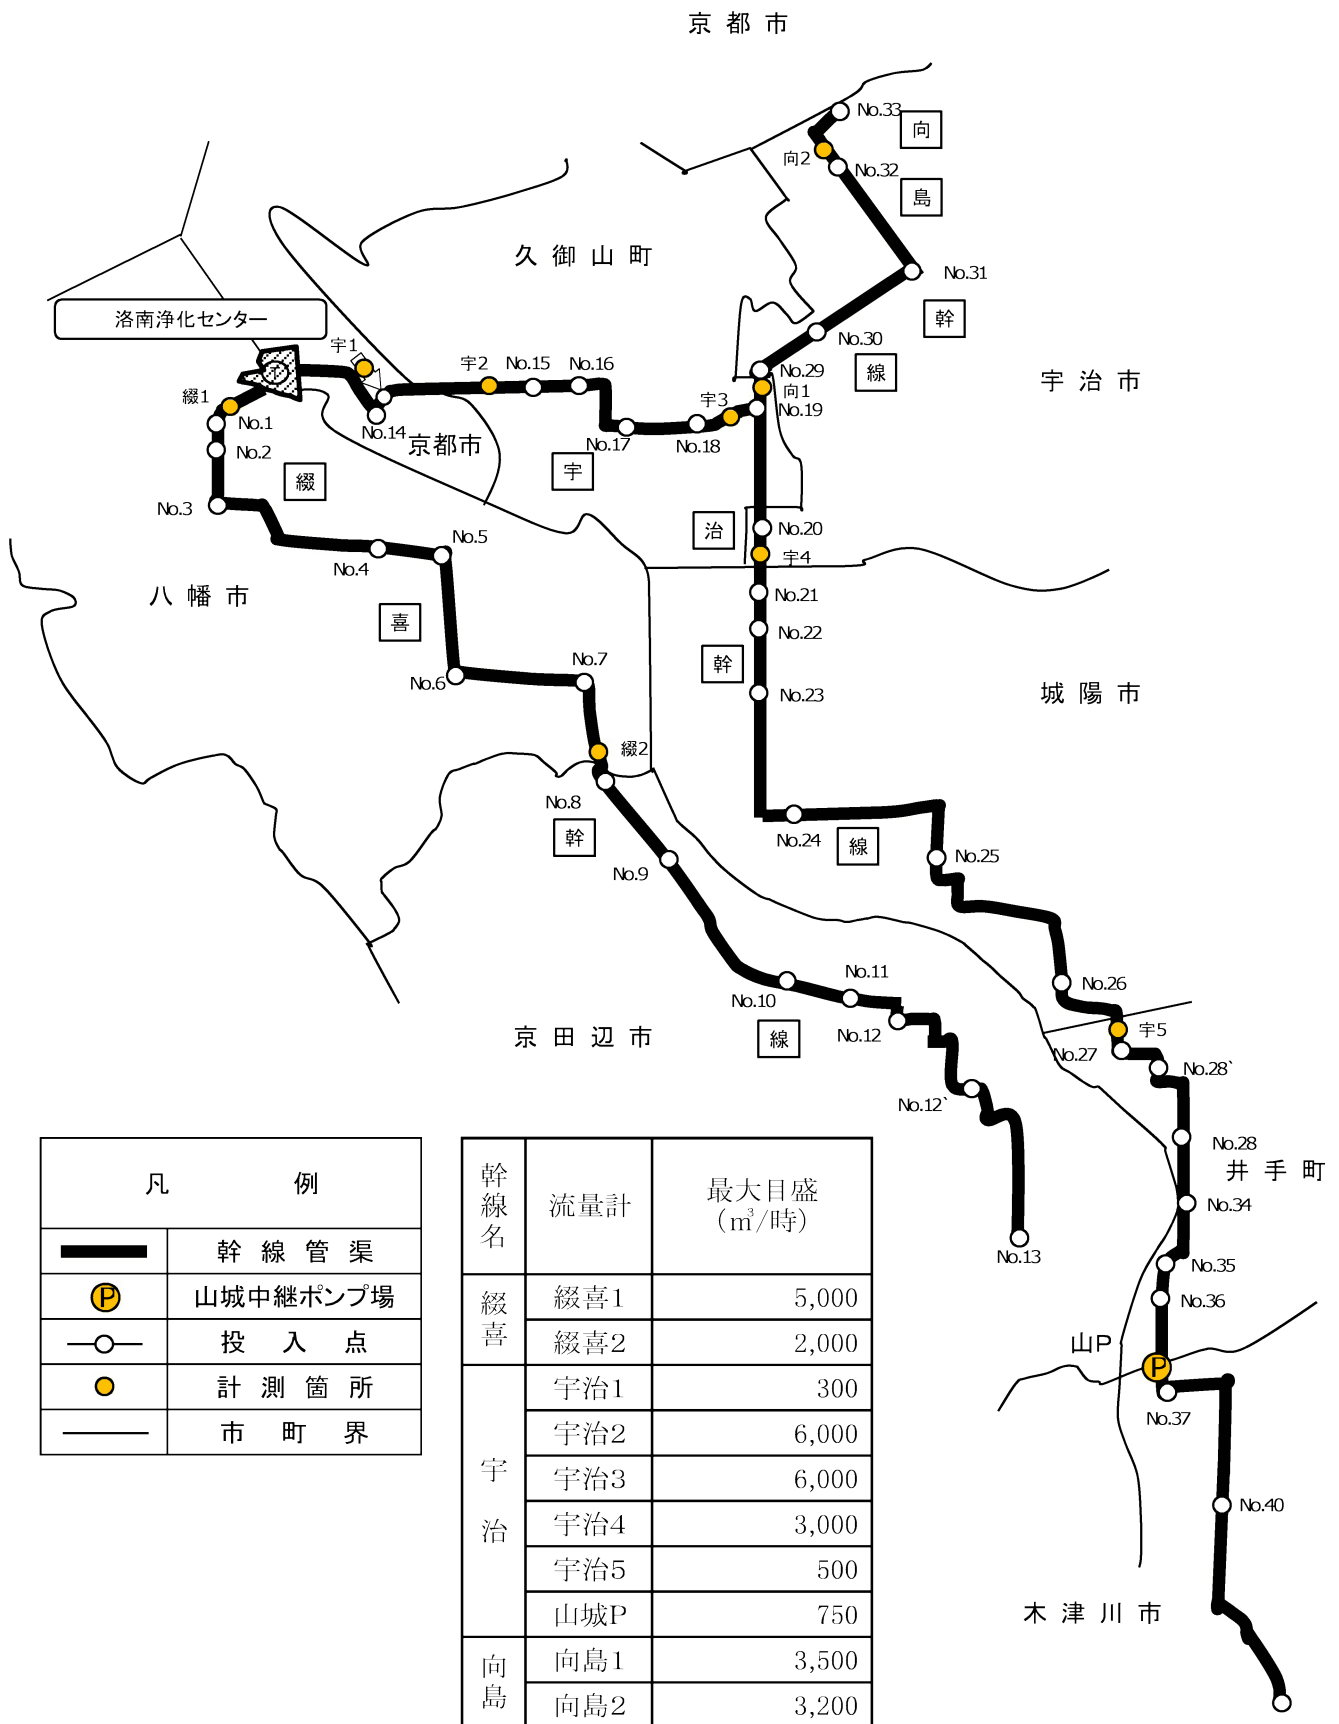 京都市
No.33
向
向2
No.32
島
久御山町
No.31
洛南浄化センター
幹
宇1
No.30
宇2
No.15
No.16
No.29
線
宇治市
綴1
向1
No.1
宇3
No.19
No.14
京都市
No.17
No.18
No.2
綴
宇
No.3
治
No.20
No.5
No.4
宇4
八幡市
No.21
喜
No.22
No.7
幹
No.6
No.23
城陽市
綴2
No.8
幹
No.24
線
No.25
No.9
No.11
No.26
No.10
京田辺市
線
No.12
宇5
No.27
No.28`
No.12`
No.28
井手町
No.34
No.13
No.35
No.36
山P
P
No.37
No.40
木津川市
凡例
幹線管渠
P 山城中継ポンプ場
投入点
計測箇所
市町界
幹線名 流量計 最大目盛(㎥/時)
綴喜 綴喜1 5,000
綴喜2 2,000
宇治 宇治1 300
宇治2 6,000
宇治3 6,000
宇治4 3,000
宇治5 500
山城P 750
向島 向島1 3,500
向島2 3,200